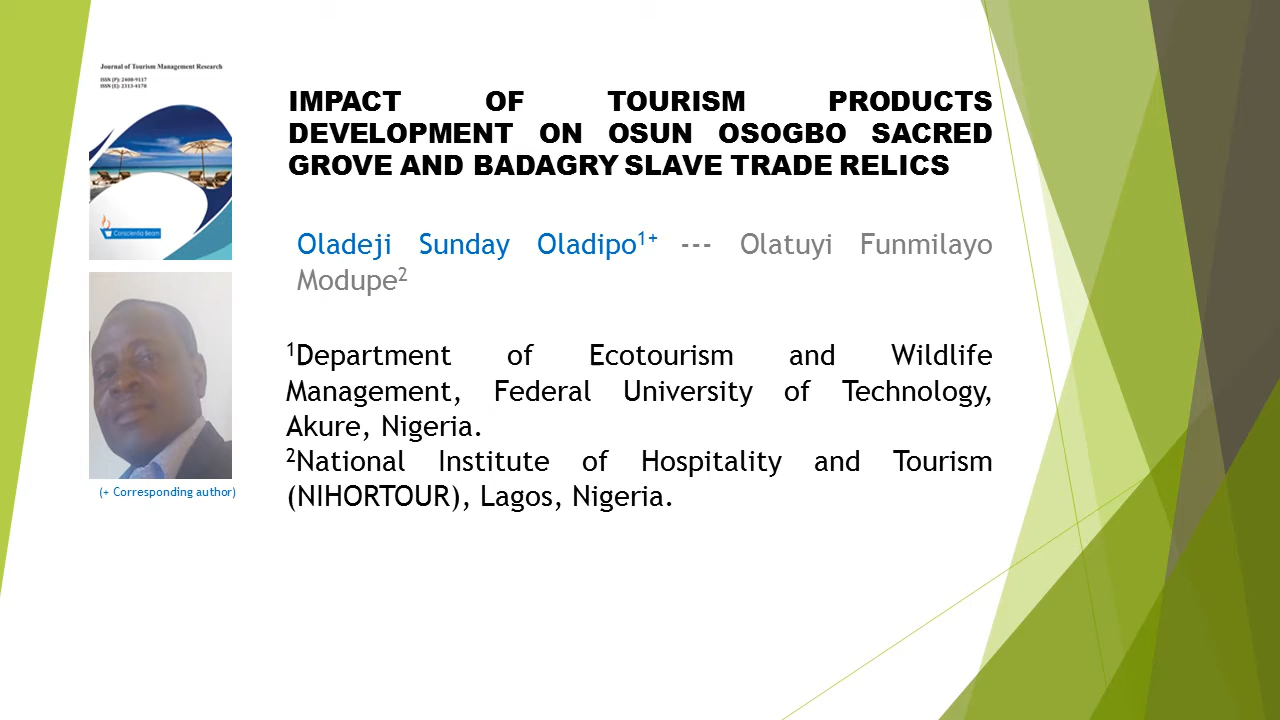 Journal of Tourism Management Research
ISSN (P): 2408-9117
ISSN (E): 2313-4178
Conscientia Beam
(+ Corresponding author)
IMPACT OF TOURISM PRODUCTS
DEVELOPMENT ON OSUN OSOGBO SACRED
GROVE AND BADAGRY SLAVE TRADE RELICS
Oladeji Sunday Oladipo¹⁺ --- Olatuyi Funmilayo
Modupe²
¹Department of Ecotourism and Wildlife
Management, Federal University of Technology,
Akure, Nigeria.
²National Institute of Hospitality and Tourism
(NIHORTOUR), Lagos, Nigeria.